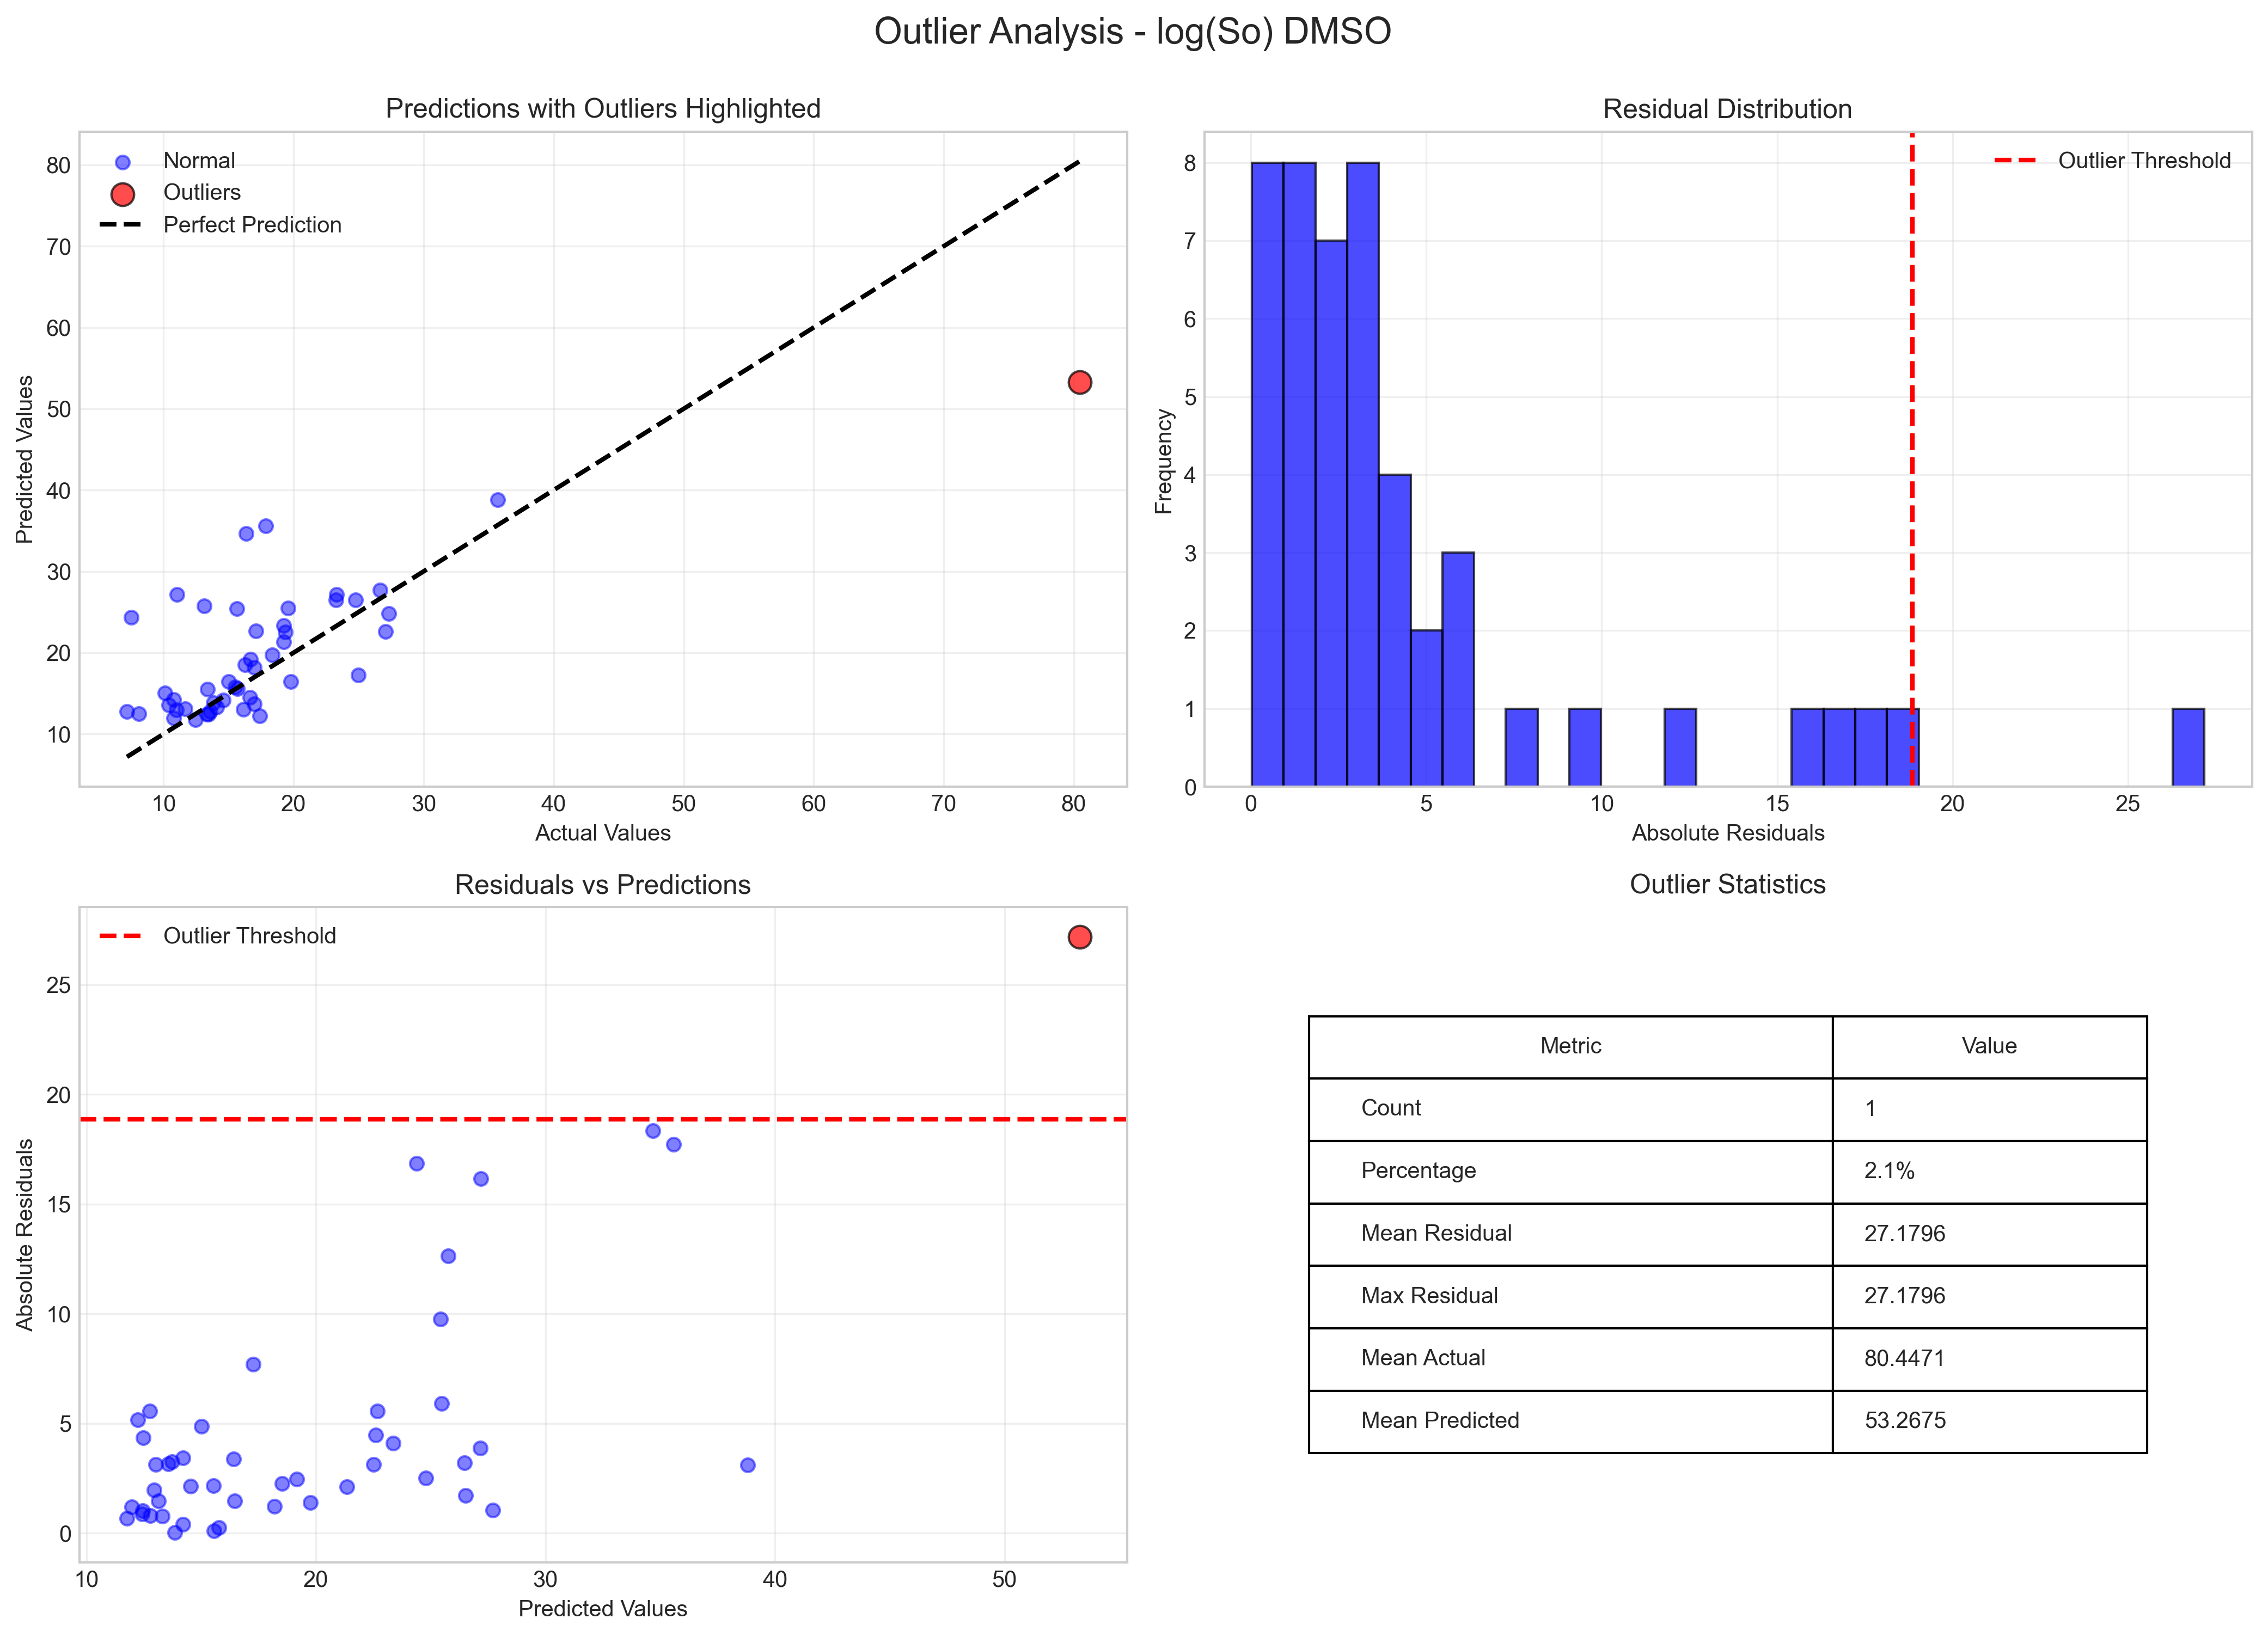 Outlier Analysis - log(So) DMSO
Predictions with Outliers Highlighted
Normal
Outliers
Perfect Prediction
80
70
60
50
40
30
20
10
Predicted Values
10 20 30 40 50 60 70 80
Actual Values
Residual Distribution
Outlier Threshold
8
7
6
5
4
3
2
1
0
Frequency
0 5 10 15 20 25
Absolute Residuals
Residuals vs Predictions
Outlier Threshold
25
20
15
10
5
0
Absolute Residuals
10 20 30 40 50
Predicted Values
Outlier Statistics
Metric Value
Count 1
Percentage 2.1%
Mean Residual 27.1796
Max Residual 27.1796
Mean Actual 80.4471
Mean Predicted 53.2675